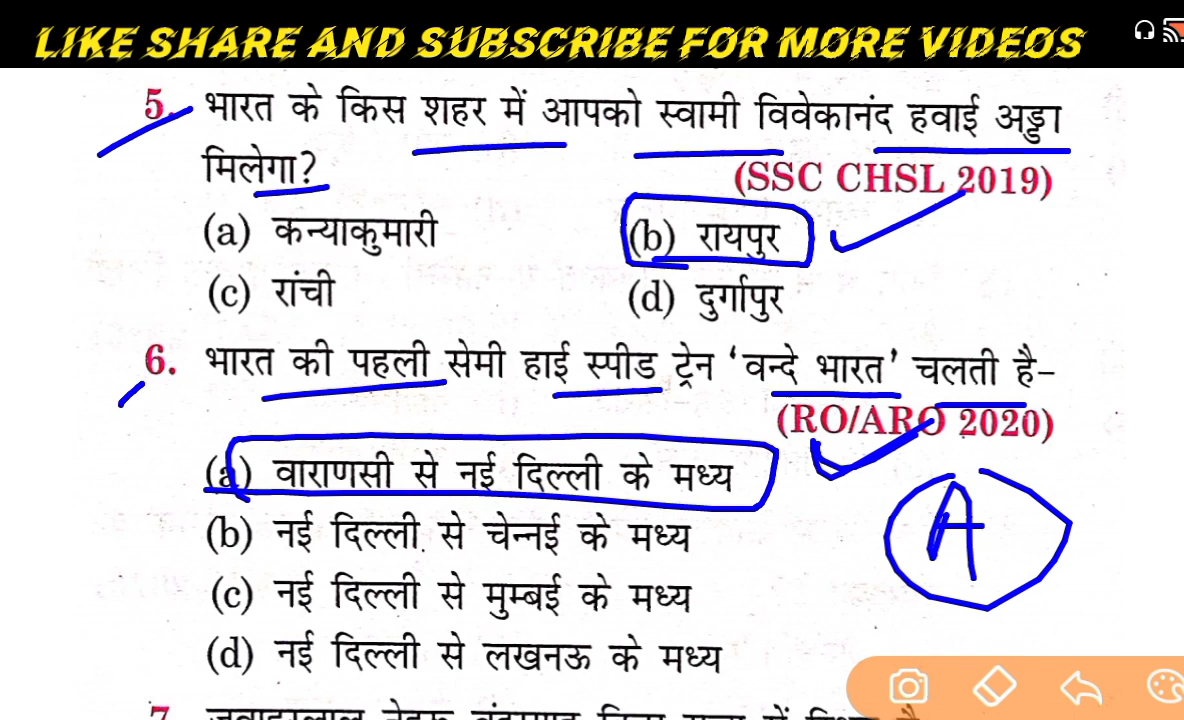 LIKE SHARE AND SUBSCRIBE FOR MORE VIDEOS
5. भारत के किस शहर में आपको स्वामी विवेकानंद हवाई अड्डा
मिलेगा? (SSC CHSL 2019)
(a) कन्याकुमारी (b) रायपुर
(c) रांची (d) दुर्गापुर
6. भारत की पहली सेमी हाई स्पीड ट्रेन ‘वन्दे भारत’ चलती है-
(RO/ARO 2020)
(a) वाराणसी से नई दिल्ली के मध्य
A
(b) नई दिल्ली से चेन्नई के मध्य
(c) नई दिल्ली से मुम्बई के मध्य
(d) नई दिल्ली से लखनऊ के मध्य
7.